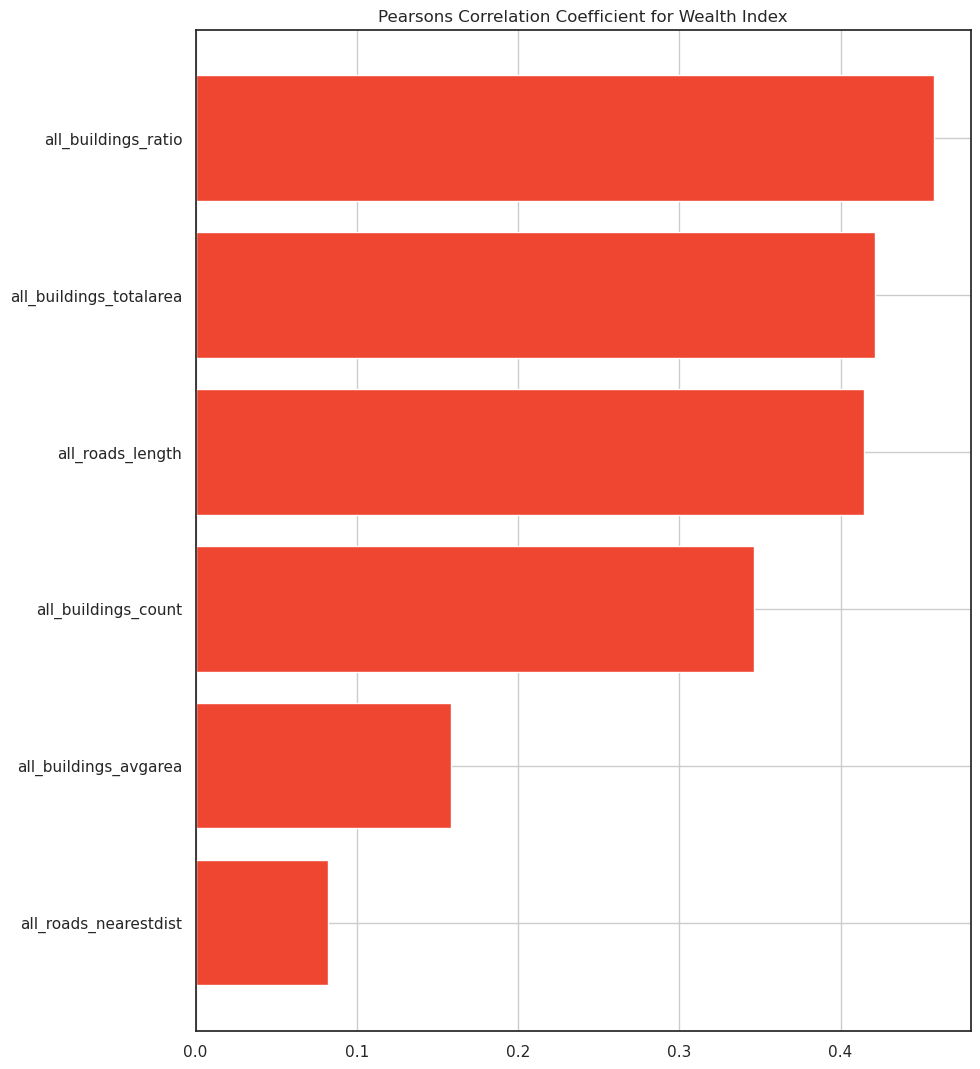 Pearsons Correlation Coefficient for Wealth Index
all_buildings_ratio
all_buildings_totalarea
all_roads_length
all_buildings_count
all_buildings_avgarea
all_roads_nearestdist
0.0 0.1 0.2 0.3 0.4